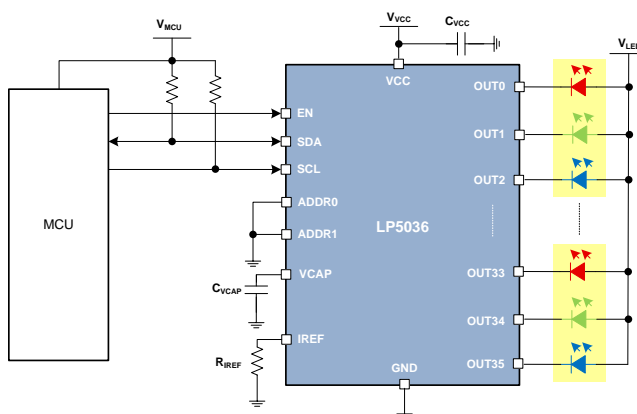 VMCU
VVCC
CVCC
VLED
VCC
OUT0
EN
OUT1
SDA
SCL
OUT2
ADDR0
MCU
LP5036
ADDR1
VCAP
OUT33
CVCAP
OUT34
IREF
RIREF
GND
OUT35